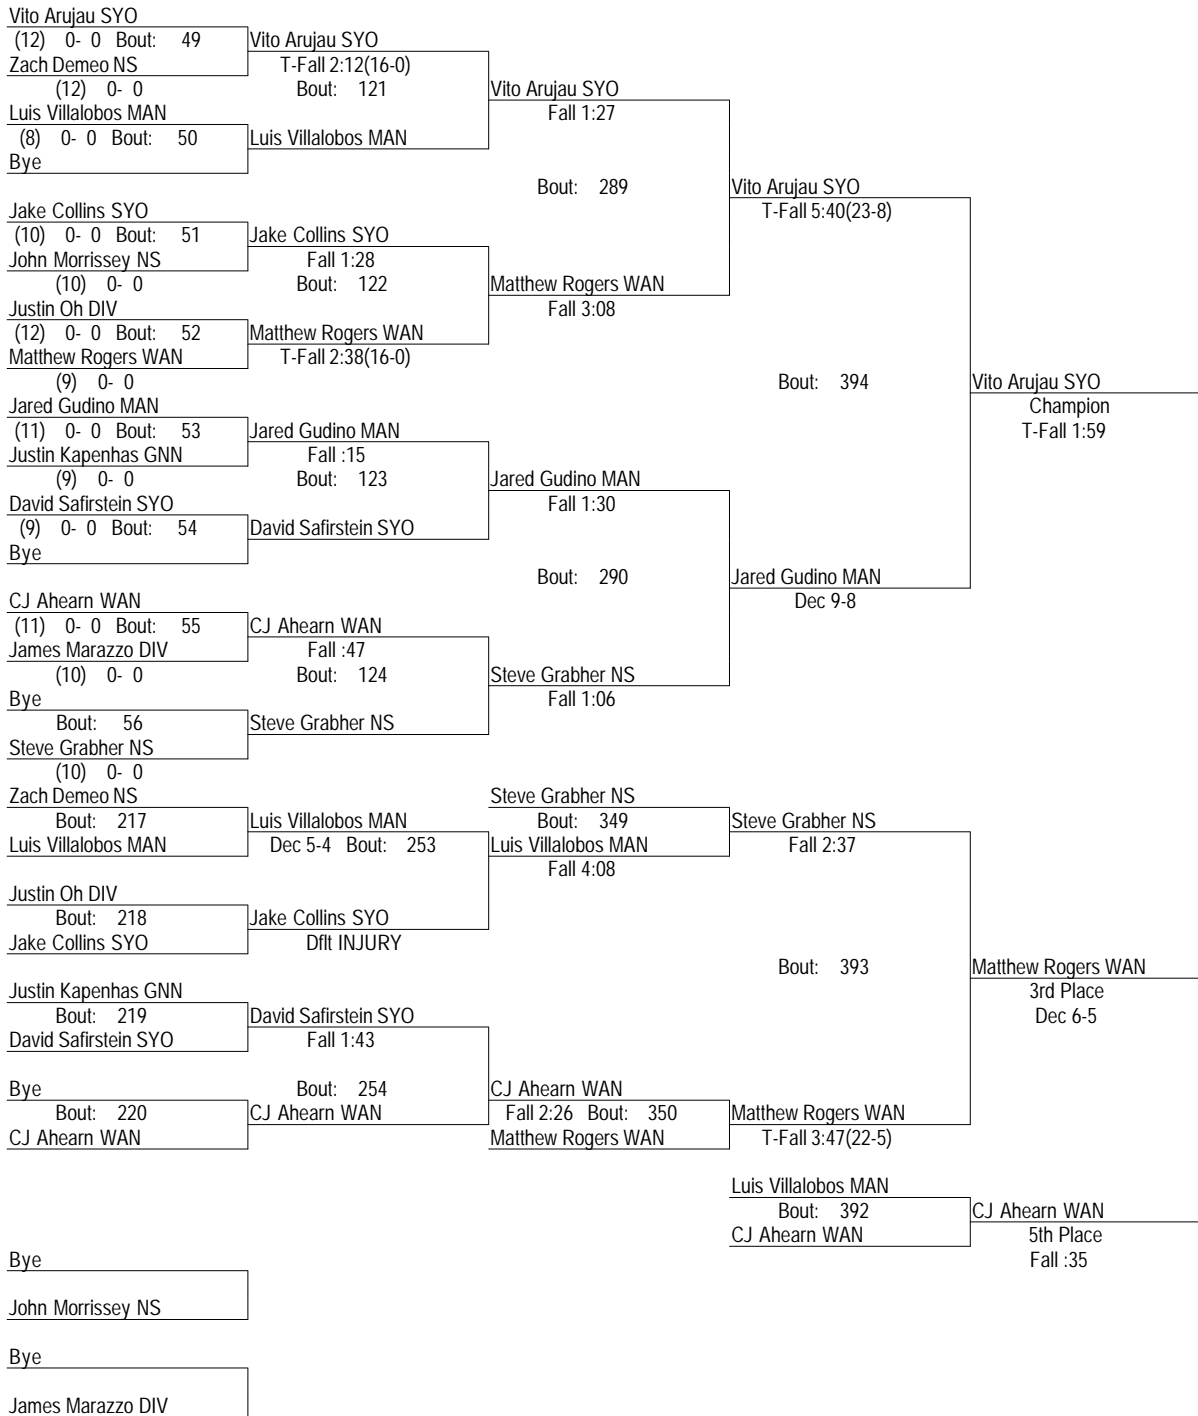 Vito Arujau SYO
(12) 0- 0 Bout: 49 Vito Arujau SYO
Zach Demeo NS T-Fall 2:12(16-0)
(12) 0- 0 Bout: 121 Vito Arujau SYO
Luis Villalobos MAN Fall 1:27
(8) 0- 0 Bout: 50 Luis Villalobos MAN
Bye
Bout: 289 Vito Arujau SYO
Jake Collins SYO T-Fall 5:40(23-8)
(10) 0- 0 Bout: 51 Jake Collins SYO
John Morrissey NS Fall 1:28
(10) 0- 0 Bout: 122 Matthew Rogers WAN
Justin Oh DIV Fall 3:08
(12) 0- 0 Bout: 52 Matthew Rogers WAN
Matthew Rogers WAN T-Fall 2:38(16-0)
(9) 0- 0 Bout: 394 Vito Arujau SYO
Jared Gudino MAN Champion
(11) 0- 0 Bout: 53 Jared Gudino MAN T-Fall 1:59
Justin Kapenhas GNN Fall :15
(9) 0- 0 Bout: 123 Jared Gudino MAN
David Safirstein SYO Fall 1:30
(9) 0- 0 Bout: 54 David Safirstein SYO
Bye
Bout: 290 Jared Gudino MAN
CJ Ahearn WAN Dec 9-8
(11) 0- 0 Bout: 55 CJ Ahearn WAN
James Marazzo DIV Fall :47
(10) 0- 0 Bout: 124 Steve Grabher NS
Bye Fall 1:06
Bout: 56 Steve Grabher NS
Steve Grabher NS
(10) 0- 0
Zach Demeo NS Steve Grabher NS
Bout: 217 Luis Villalobos MAN Bout: 349 Steve Grabher NS
Luis Villalobos MAN Dec 5-4 Bout: 253 Luis Villalobos MAN Fall 2:37
Fall 4:08
Justin Oh DIV
Bout: 218 Jake Collins SYO
Jake Collins SYO Dflt INJURY
Bout: 393 Matthew Rogers WAN
Justin Kapenhas GNN 3rd Place
Bout: 219 David Safirstein SYO Dec 6-5
David Safirstein SYO Fall 1:43
Bye Bout: 254 CJ Ahearn WAN
Bout: 220 CJ Ahearn WAN Fall 2:26 Bout: 350 Matthew Rogers WAN
CJ Ahearn WAN Matthew Rogers WAN T-Fall 3:47(22-5)
Luis Villalobos MAN
Bout: 392 CJ Ahearn WAN
CJ Ahearn WAN 5th Place
Bye Fall :35
John Morrissey NS
Bye
James Marazzo DIV